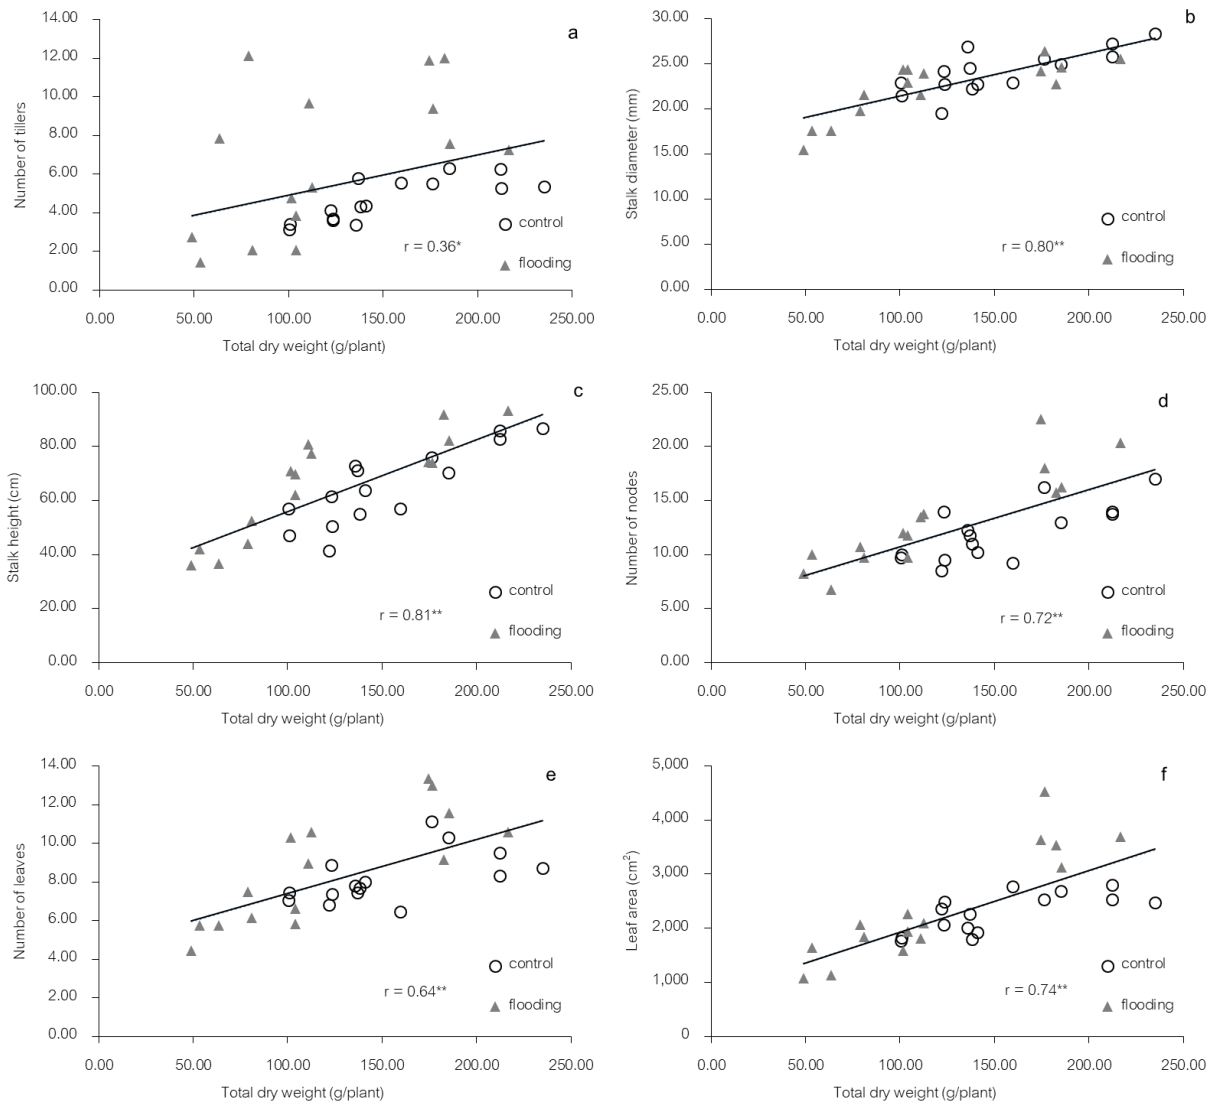 a
14.00
12.00
10.00
8.00
6.00
4.00
2.00
0.00
Number of tillers
r = 0.36*
control
flooding
0.00 50.00 100.00 150.00 200.00 250.00
Total dry weight (g/plant)
b
30.00
25.00
20.00
15.00
10.00
5.00
0.00
Stalk diameter (mm)
r = 0.80**
control
flooding
0.00 50.00 100.00 150.00 200.00 250.00
Total dry weight (g/plant)
c
100.00
80.00
60.00
40.00
20.00
0.00
Stalk height (cm)
r = 0.81**
control
flooding
0.00 50.00 100.00 150.00 200.00 250.00
Total dry weight (g/plant)
d
25.00
20.00
15.00
10.00
5.00
0.00
Number of nodes
r = 0.72**
control
flooding
0.00 50.00 100.00 150.00 200.00 250.00
Total dry weight (g/plant)
e
14.00
12.00
10.00
8.00
6.00
4.00
2.00
0.00
Number of leaves
r = 0.64**
control
flooding
0.00 50.00 100.00 150.00 200.00 250.00
Total dry weight (g/plant)
f
5,000
4,000
3,000
2,000
1,000
0
Leaf area (cm²)
r = 0.74**
control
flooding
0.00 50.00 100.00 150.00 200.00 250.00
Total dry weight (g/plant)